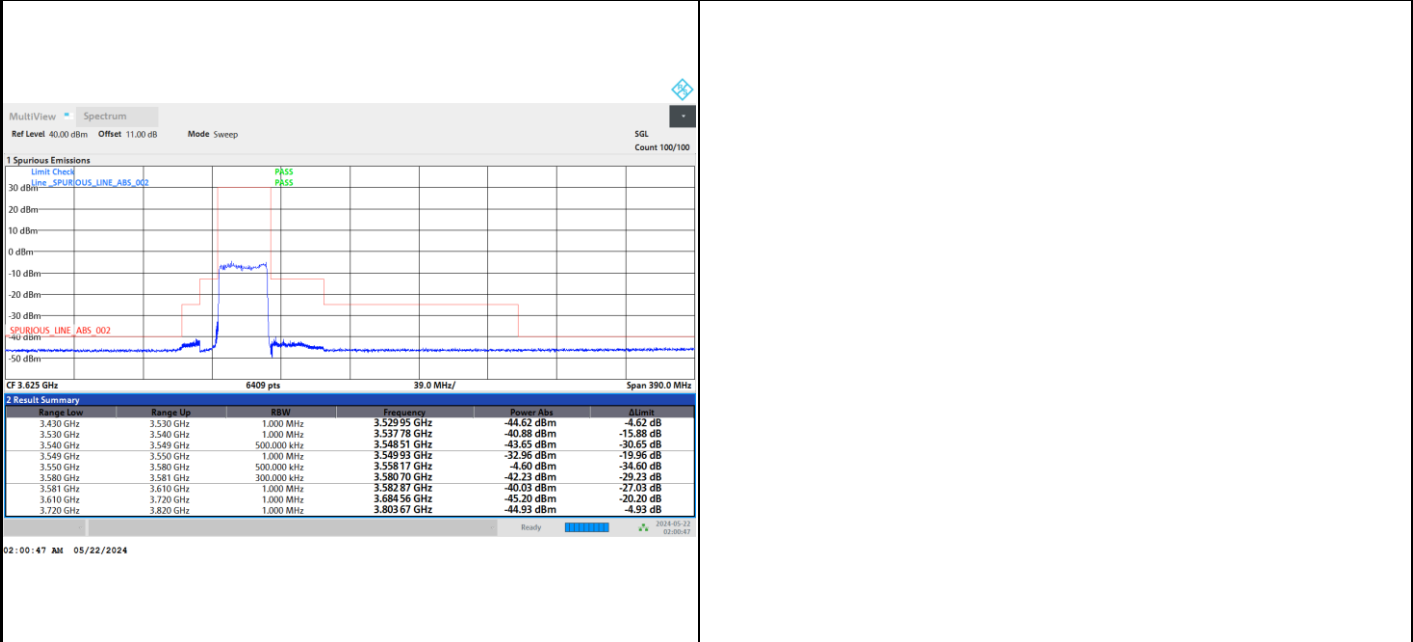 MultiView Spectrum
Ref Level 40.00 dBm Offset 11.00 dB Mode Sweep SGL
Count 100/100
1 Spurious Emissions
Limit Check PASS
Line _SPURIOUS_LINE_ABS_002 PASS
30 dBm
20 dBm
10 dBm
0 dBm
-10 dBm
-20 dBm
-30 dBm
SPURIOUS_LINE_ABS_002
-40 dBm
-50 dBm
CF 3.625 GHz 6409 pts 39.0 MHz/ Span 390.0 MHz
2 Result Summary
Range Low Range Up RBW Frequency Power Abs ΔLimit
3.430 GHz 3.530 GHz 1.000 MHz 3.529 95 GHz -44.62 dBm -4.62 dB
3.530 GHz 3.540 GHz 1.000 MHz 3.537 78 GHz -40.88 dBm -15.88 dB
3.540 GHz 3.549 GHz 500.000 kHz 3.548 51 GHz -43.65 dBm -30.65 dB
3.549 GHz 3.550 GHz 1.000 MHz 3.549 93 GHz -32.96 dBm -19.96 dB
3.550 GHz 3.580 GHz 500.000 kHz 3.558 17 GHz -4.60 dBm -34.60 dB
3.580 GHz 3.581 GHz 300.000 kHz 3.580 70 GHz -42.23 dBm -29.23 dB
3.581 GHz 3.610 GHz 1.000 MHz 3.582 87 GHz -40.03 dBm -27.03 dB
3.610 GHz 3.720 GHz 1.000 MHz 3.684 56 GHz -45.20 dBm -20.20 dB
3.720 GHz 3.820 GHz 1.000 MHz 3.803 67 GHz -44.93 dBm -4.93 dB
Ready 2024-05-22
02:00:47
02:00:47 AM 05/22/2024